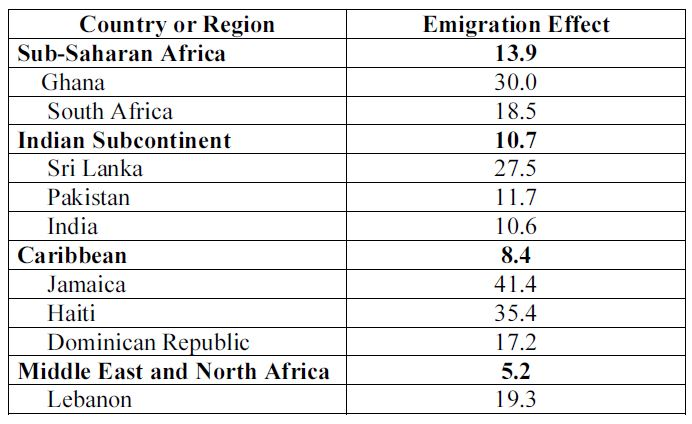 Country or Region Emigration Effect
Sub-Saharan Africa 13.9
Ghana 30.0
South Africa 18.5
Indian Subcontinent 10.7
Sri Lanka 27.5
Pakistan 11.7
India 10.6
Caribbean 8.4
Jamaica 41.4
Haiti 35.4
Dominican Republic 17.2
Middle East and North Africa 5.2
Lebanon 19.3